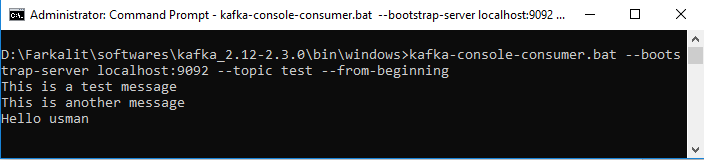 Administrator: Command Prompt - kafka-console-consumer.bat  --bootstrap-server localhost:9092 ...
D:\Farkalit\softwares\kafka_2.12-2.3.0\bin\windows>kafka-console-consumer.bat --boots
trap-server localhost:9092 --topic test --from-beginning
This is a test message
This is another message
Hello usman